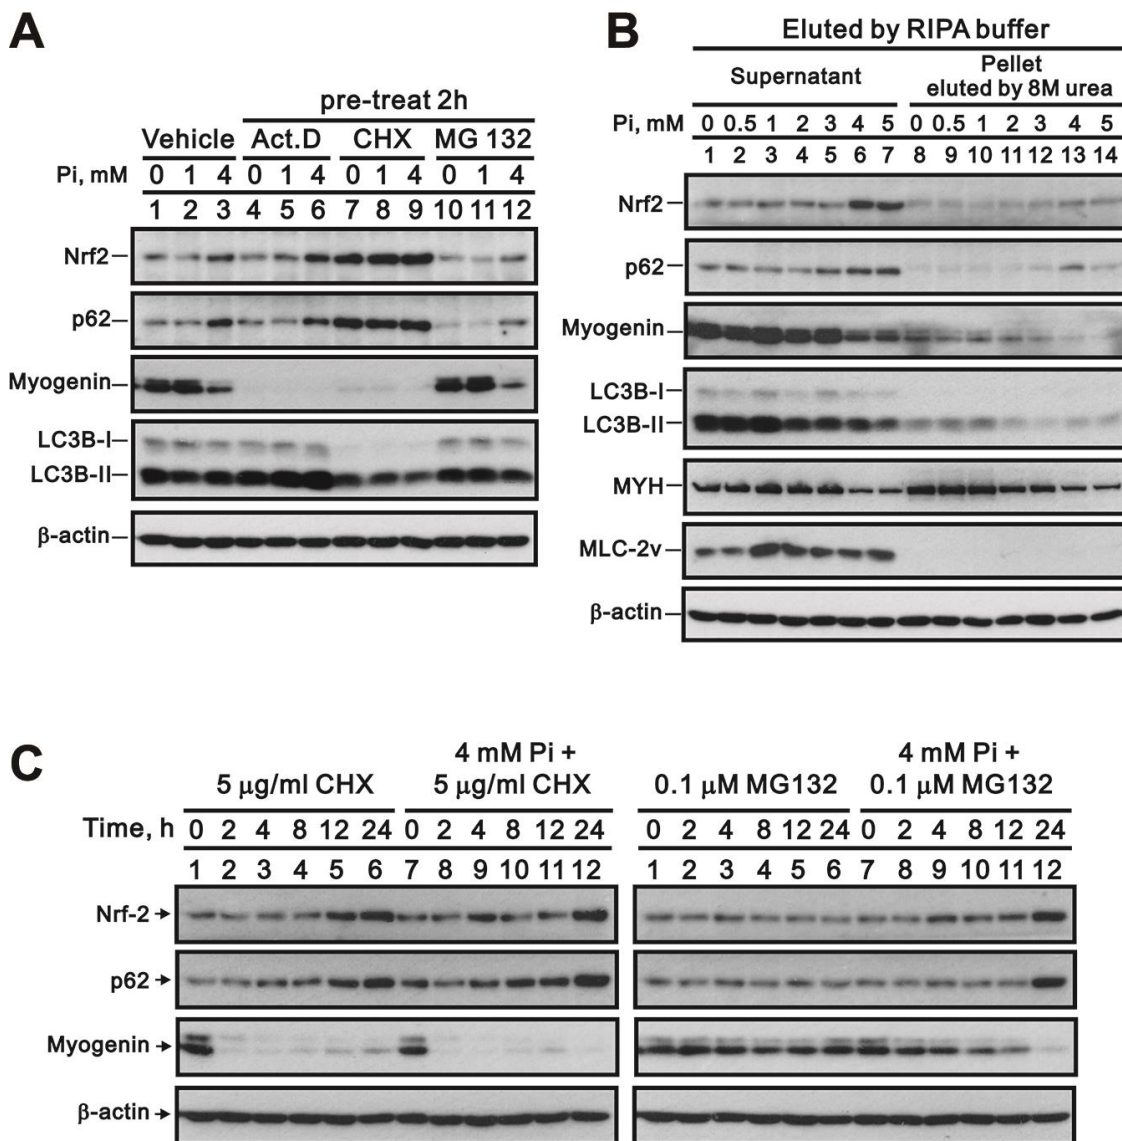 A
pre-treat 2h
Vehicle Act.D CHX MG 132
Pi, mM 0 1 4 0 1 4 0 1 4 0 1 4
1 2 3 4 5 6 7 8 9 10 11 12
Nrf2
p62
Myogenin
LC3B-I
LC3B-II
β-actin
B
Eluted by RIPA buffer
Supernatant
Pellet
eluted by 8M urea
Pi, mM 0 0.5 1 2 3 4 5 0 0.5 1 2 3 4 5
1 2 3 4 5 6 7 8 9 10 11 12 13 14
Nrf2
p62
Myogenin
LC3B-I
LC3B-II
MYH
MLC-2v
β-actin
C
5 μg/ml CHX
4 mM Pi +
5 μg/ml CHX
0.1 μM MG132
4 mM Pi +
0.1 μM MG132
Time, h 0 2 4 8 12 24 0 2 4 8 12 24 0 2 4 8 12 24 0 2 4 8 12 24
1 2 3 4 5 6 7 8 9 10 11 12 1 2 3 4 5 6 7 8 9 10 11 12
Nrf-2
p62
Myogenin
β-actin